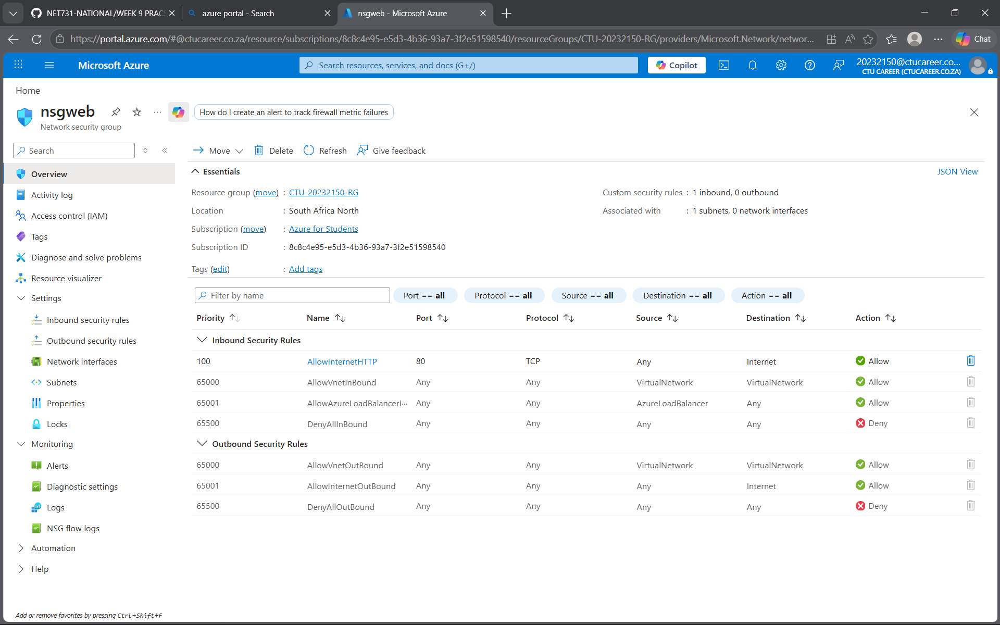 NET731-NATIONAL/WEEK 9 PRACS
azure portal - Search
nsgweb - Microsoft Azure
https://portal.azure.com/#@ctucareer.co.za/resource/subscriptions/8c8c4e95-e5d3-4b36-93a7-3f2e51598540/resourceGroups/CTU-20232150-RG/providers/Microsoft.Network/networ...
Chat
Microsoft Azure
Search resources, services, and docs (G+/)
Copilot
20232150@ctucareer.co...
CTU CAREER (CTUCAREER.CO.ZA)
Home
nsgweb
Network security group
How do I create an alert to track firewall metric failures
Search
Move
Delete
Refresh
Give feedback
Overview
Activity log
Access control (IAM)
Tags
Diagnose and solve problems
Resource visualizer
Settings
Inbound security rules
Outbound security rules
Network interfaces
Subnets
Properties
Locks
Monitoring
Alerts
Diagnostic settings
Logs
NSG flow logs
Automation
Help
Add or remove favorites by pressing Ctrl+Shift+F
Essentials
JSON View
Resource group (move) : CTU-20232150-RG
Location : South Africa North
Subscription (move) : Azure for Students
Subscription ID : 8c8c4e95-e5d3-4b36-93a7-3f2e51598540
Tags (edit) : Add tags
Custom security rules : 1 inbound, 0 outbound
Associated with : 1 subnets, 0 network interfaces
Filter by name
Port == all
Protocol == all
Source == all
Destination == all
Action == all
Priority Name Port Protocol Source Destination Action
Inbound Security Rules
100 AllowInternetHTTP 80 TCP Any Internet Allow
65000 AllowVnetInBound Any Any VirtualNetwork VirtualNetwork Allow
65001 AllowAzureLoadBalancerI... Any Any AzureLoadBalancer Any Allow
65500 DenyAllInBound Any Any Any Any Deny
Outbound Security Rules
65000 AllowVnetOutBound Any Any VirtualNetwork VirtualNetwork Allow
65001 AllowInternetOutBound Any Any Any Internet Allow
65500 DenyAllOutBound Any Any Any Any Deny